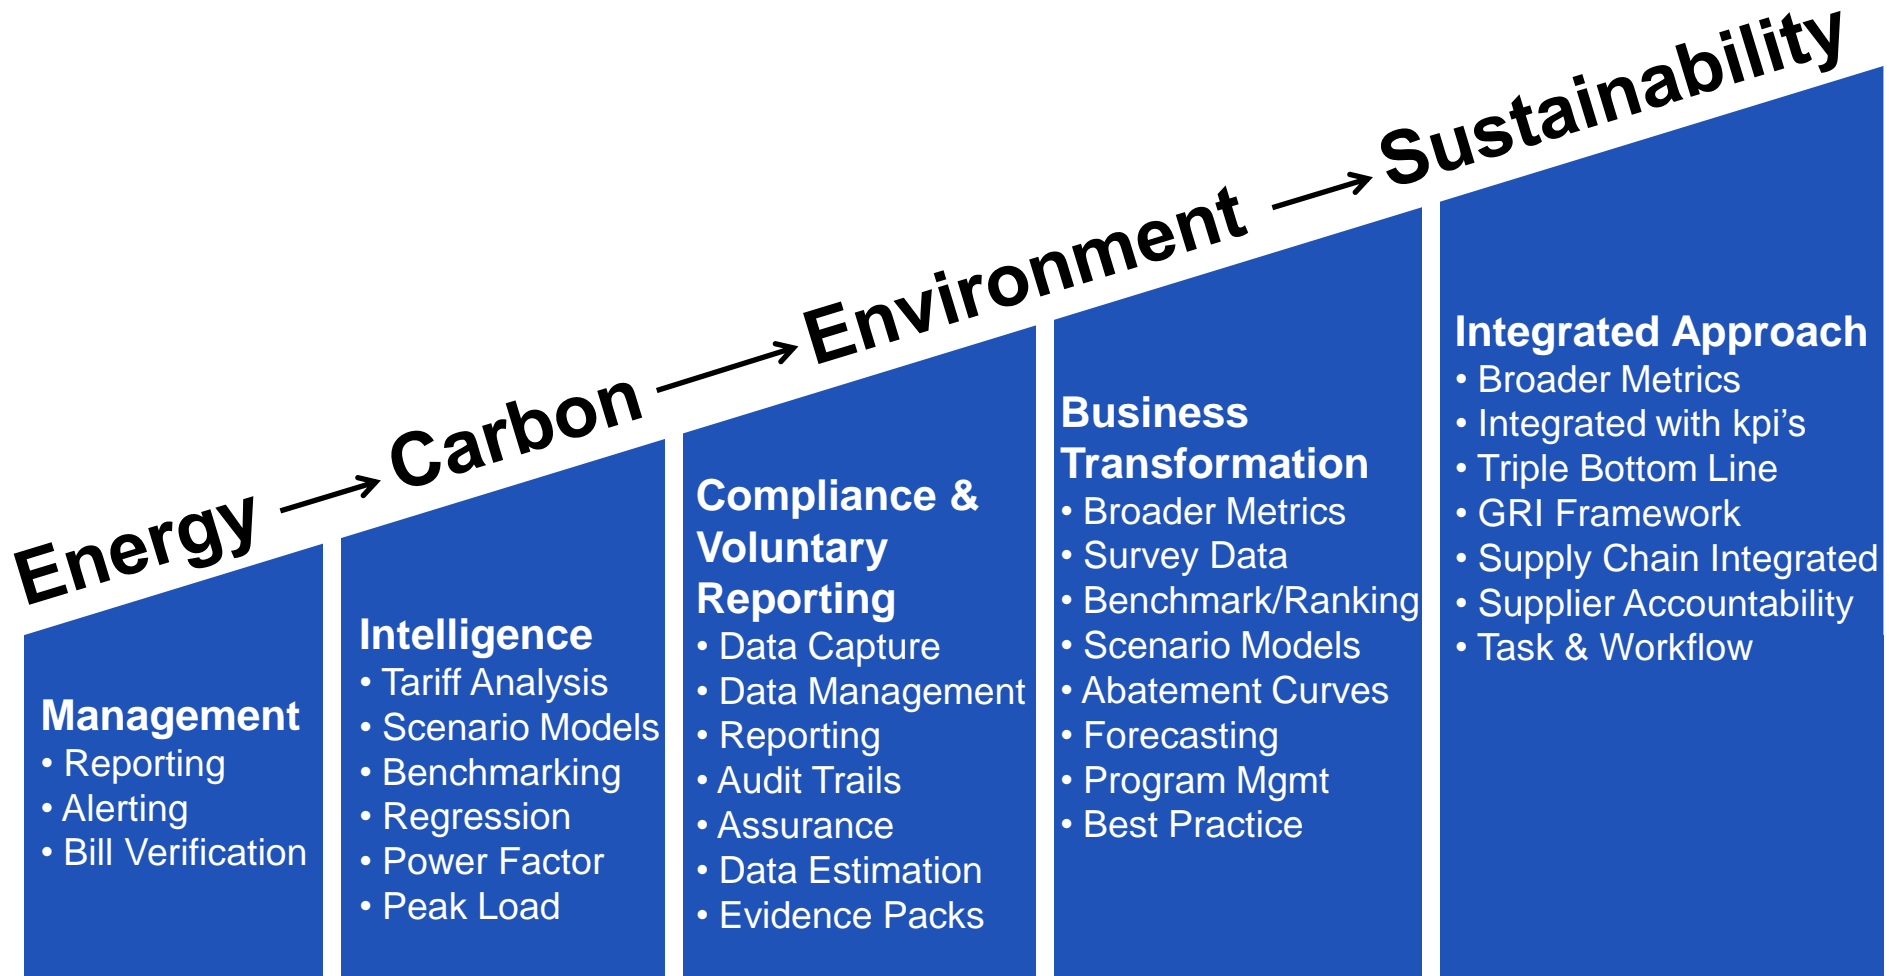 Energy
Carbon
Environment
Sustainability
Management
• Reporting
• Alerting
• Bill Verification
Intelligence
• Tariff Analysis
• Scenario Models
• Benchmarking
• Regression
• Power Factor
• Peak Load
Compliance &
Voluntary
Reporting
• Data Capture
• Data Management
• Reporting
• Audit Trails
• Assurance
• Data Estimation
• Evidence Packs
Business
Transformation
• Broader Metrics
• Survey Data
• Benchmark/Ranking
• Scenario Models
• Abatement Curves
• Forecasting
• Program Mgmt
• Best Practice
Integrated Approach
• Broader Metrics
• Integrated with kpi’s
• Triple Bottom Line
• GRI Framework
• Supply Chain Integrated
• Supplier Accountability
• Task & Workflow